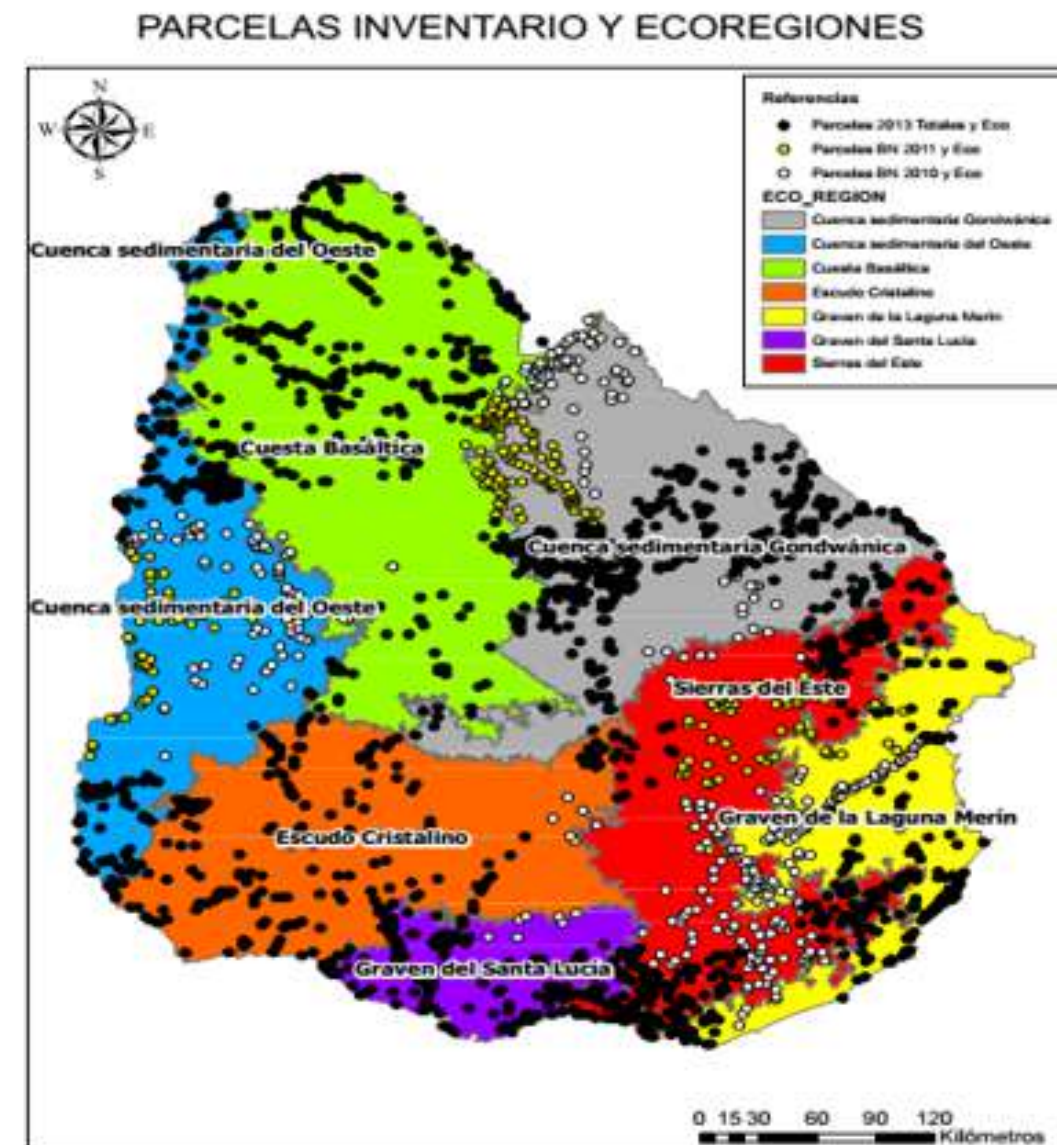 PARCELAS INVENTARIO Y ECOREGIONES
N
W E
S
Referencias
Parcelas 2013 Totales y Eco
Parcelas BN 2011 y Eco
Parcelas BN 2010 y Eco
ECO_REGION
Cuenca sedimentaria Gondwánica
Cuenca sedimentaria del Oeste
Cuesta Basáltica
Escudo Cristalino
Graven de la Laguna Merín
Graven del Santa Lucía
Sierras del Este
Cuenca sedimentaria del Oeste
Cuesta Basáltica
Cuenca sedimentaria Gondwánica
Cuenca sedimentaria del Oeste
Sierras del Este
Graven de la Laguna Merín
Escudo Cristalino
Graven del Santa Lucía
0 15 30 60 90 120
Kilómetros